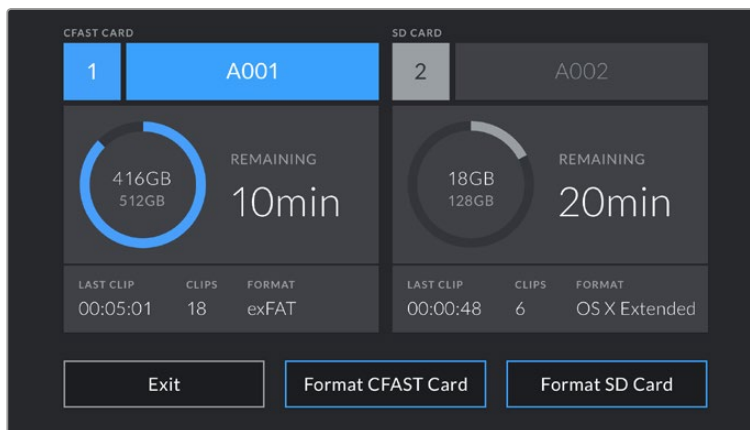 CFAST CARD
SD CARD
1 A001
2 A002
416GB
512GB
REMAINING
10min
18GB
128GB
REMAINING
20min
LAST CLIP CLIPS FORMAT
00:05:01 18 exFAT
LAST CLIP CLIPS FORMAT
00:00:48 6 OS X Extended
Exit
Format CFAST Card
Format SD Card